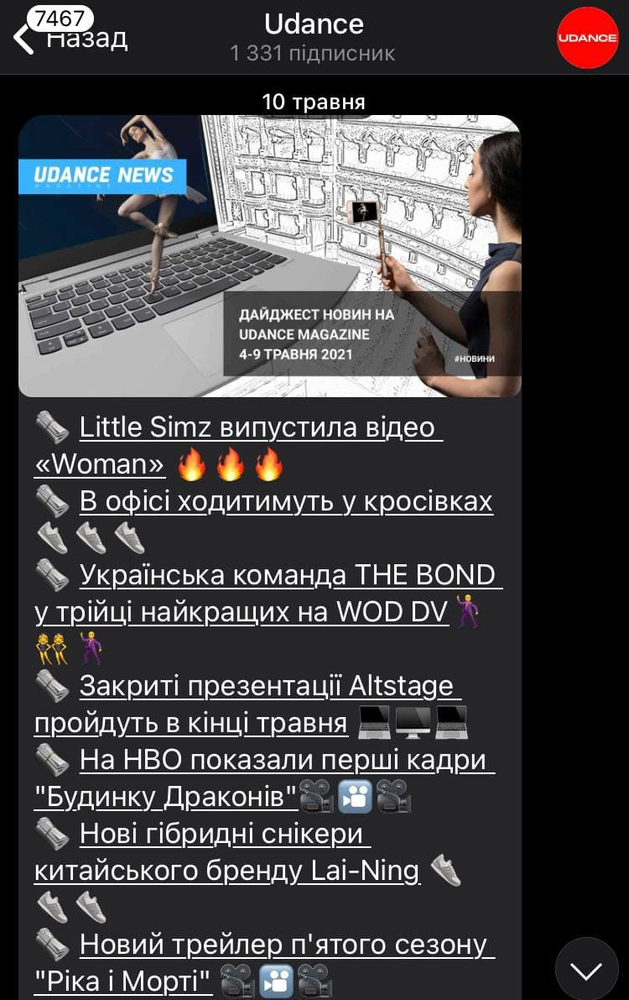 7467
Назад
Udance
1 331 підписник
UDANCE
10 травня
UDANCE NEWS
MAGAZINE
ДАЙДЖЕСТ НОВИН НА
UDANCE MAGAZINE
4-9 ТРАВНЯ 2021
#НОВИНИ
Little Simz випустила відео
«Woman»
В офісі ходитимуть у кросівках
Українська команда THE BOND
у трійці найкращих на WOD DV
Закриті презентації Altstage
пройдуть в кінці травня
На HBO показали перші кадри
"Будинку Драконів"
Нові гібридні снікери
китайського бренду Lai-Ning
Новий трейлер п'ятого сезону
"Ріка і Морті"